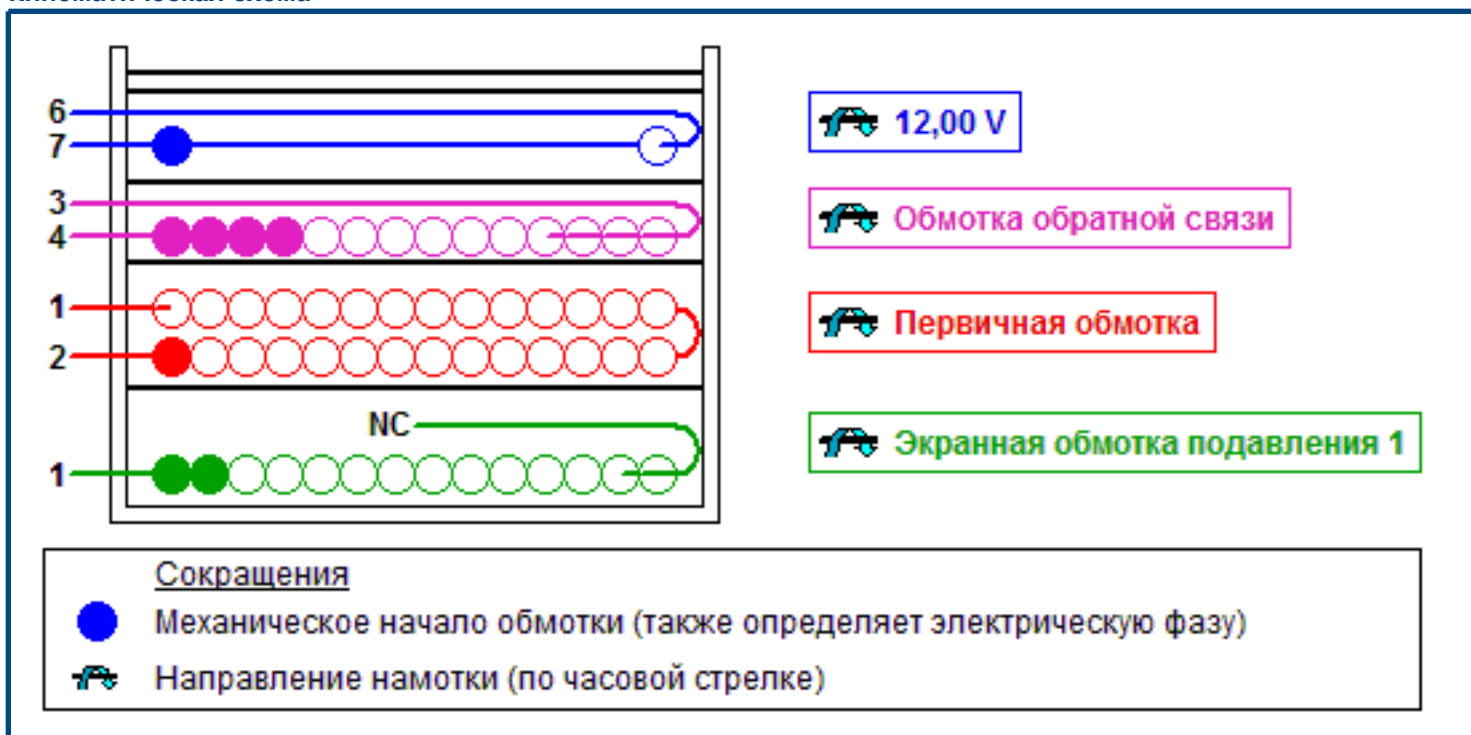 6
7
12,00 V
3
4
Обмотка обратной связи
1
2
Первичная обмотка
NC
1
Экранная обмотка подавления 1
Сокращения
Механическое начало обмотки (также определяет электрическую фазу)
Направление намотки (по часовой стрелке)